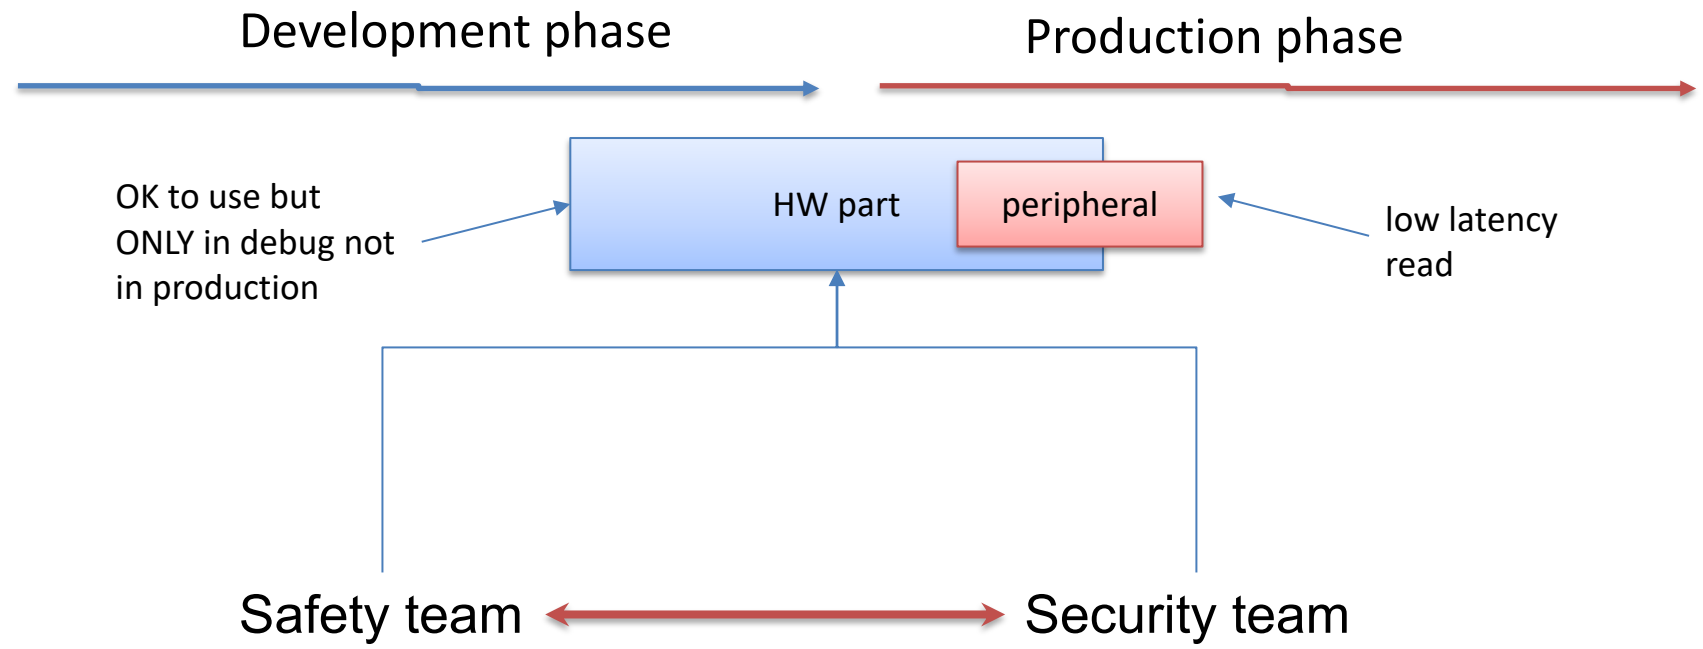 Development phase
Production phase
OK to use but
ONLY in debug not
in production
HW part
peripheral
low latency
read
Safety team
Security team